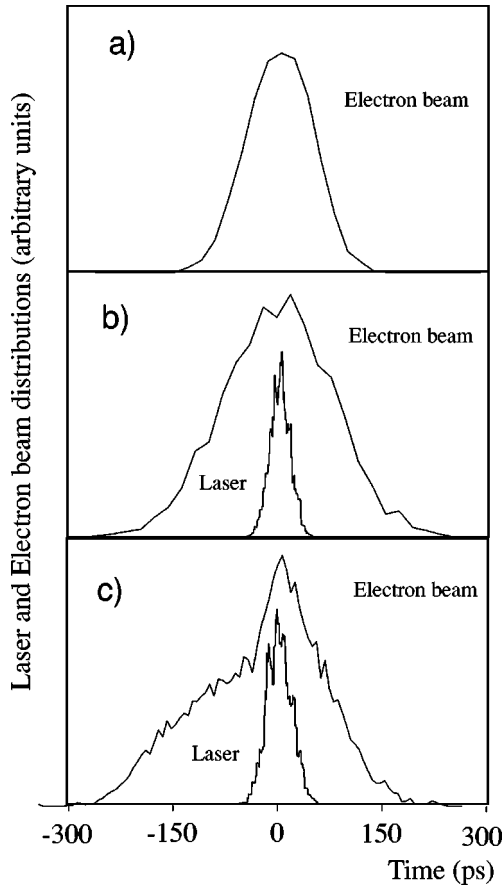 Laser and Electron beam distributions (arbitrary units)
a)
Electron beam
b)
Electron beam
Laser
c)
Electron beam
Laser
-300 -150 0 150 300
Time (ps)